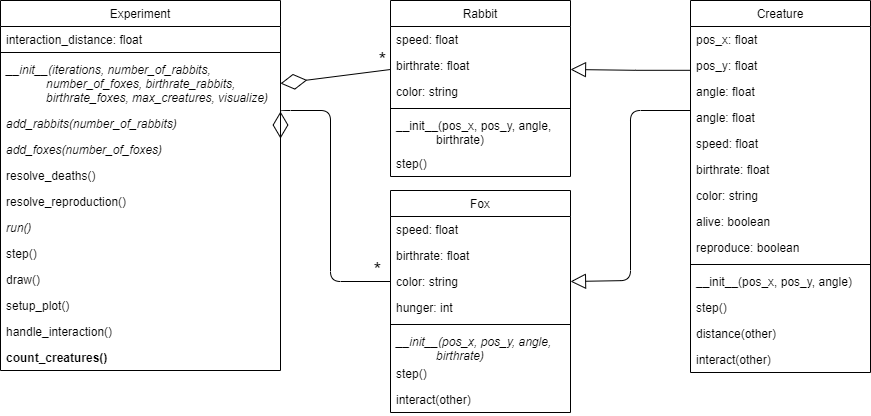 Experiment
interaction_distance: float
__init__(iterations, number_of_rabbits,
number_of_foxes, birthrate_rabbits,
birthrate_foxes, max_creatures, visualize)
add_rabbits(number_of_rabbits)
add_foxes(number_of_foxes)
resolve_deaths()
resolve_reproduction()
run()
step()
draw()
setup_plot()
handle_interaction()
count_creatures()
*
*
Rabbit
speed: float
birthrate: float
color: string
__init__(pos_x, pos_y, angle,
birthrate)
step()
Fox
speed: float
birthrate: float
color: string
hunger: int
__init__(pos_x, pos_y, angle,
birthrate)
step()
interact(other)
Creature
pos_x: float
pos_y: float
angle: float
angle: float
speed: float
birthrate: float
color: string
alive: boolean
reproduce: boolean
__init__(pos_x, pos_y, angle)
step()
distance(other)
interact(other)